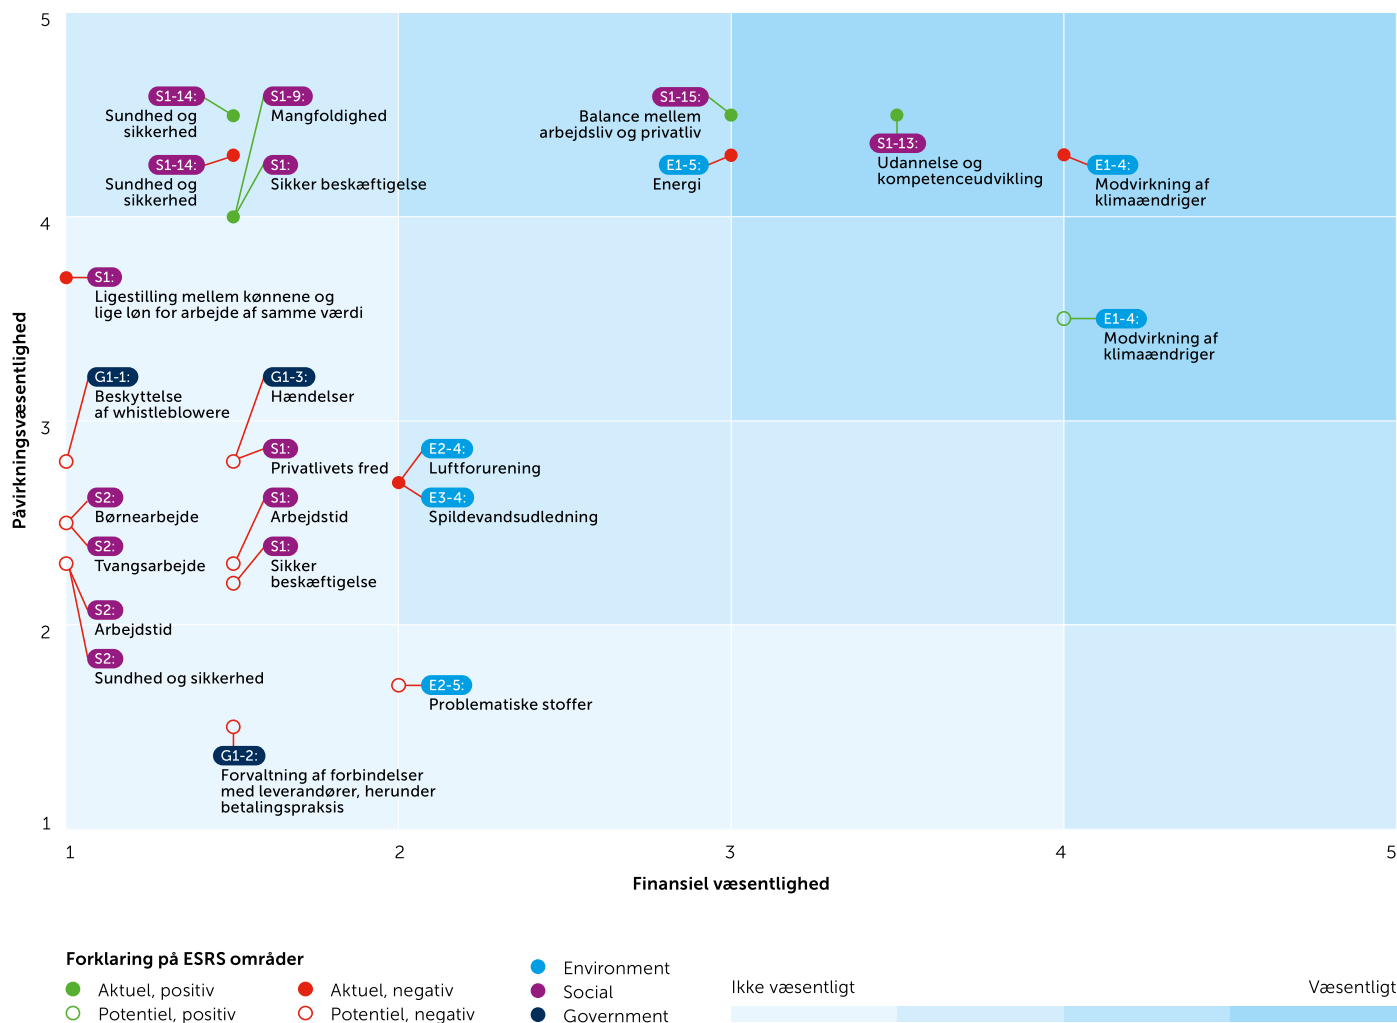 5
S1-14:
Sundhed og
sikkerhed
S1-9:
Mangfoldighed
S1-14:
Sundhed og
sikkerhed
S1:
Sikker beskæftigelse
S1-15:
Balance mellem
arbejdsliv og privatliv
E1-5:
Energi
S1-13:
Udannelse og
kompetenceudvikling
E1-4:
Modvirkning af
klimaændriger
4
S1:
Ligestilling mellem kønnene og
lige løn for arbejde af samme værdi
E1-4:
Modvirkning af
klimaændriger
Påvirkningsvæsentlighed
G1-1:
Beskyttelse
af whistleblowere
G1-3:
Hændelser
3
S1:
Privatlivets fred
E2-4:
Luftforurening
S2:
Børnearbejde
S1:
Arbejdstid
E3-4:
Spildevandsudledning
S2:
Tvangsarbejde
S1:
Sikker
beskæftigelse
S2:
Arbejdstid
2
S2:
Sundhed og sikkerhed
E2-5:
Problematiske stoffer
G1-2:
Forvaltning af forbindelser
med leverandører, herunder
betalingspraksis
1
1 2 3 4 5
Finansiel væsentlighed
Forklaring på ESRS områder
Aktuel, positiv
Potentiel, positiv
Aktuel, negativ
Potentiel, negativ
Environment
Social
Government
Ikke væsentligt
Væsentligt